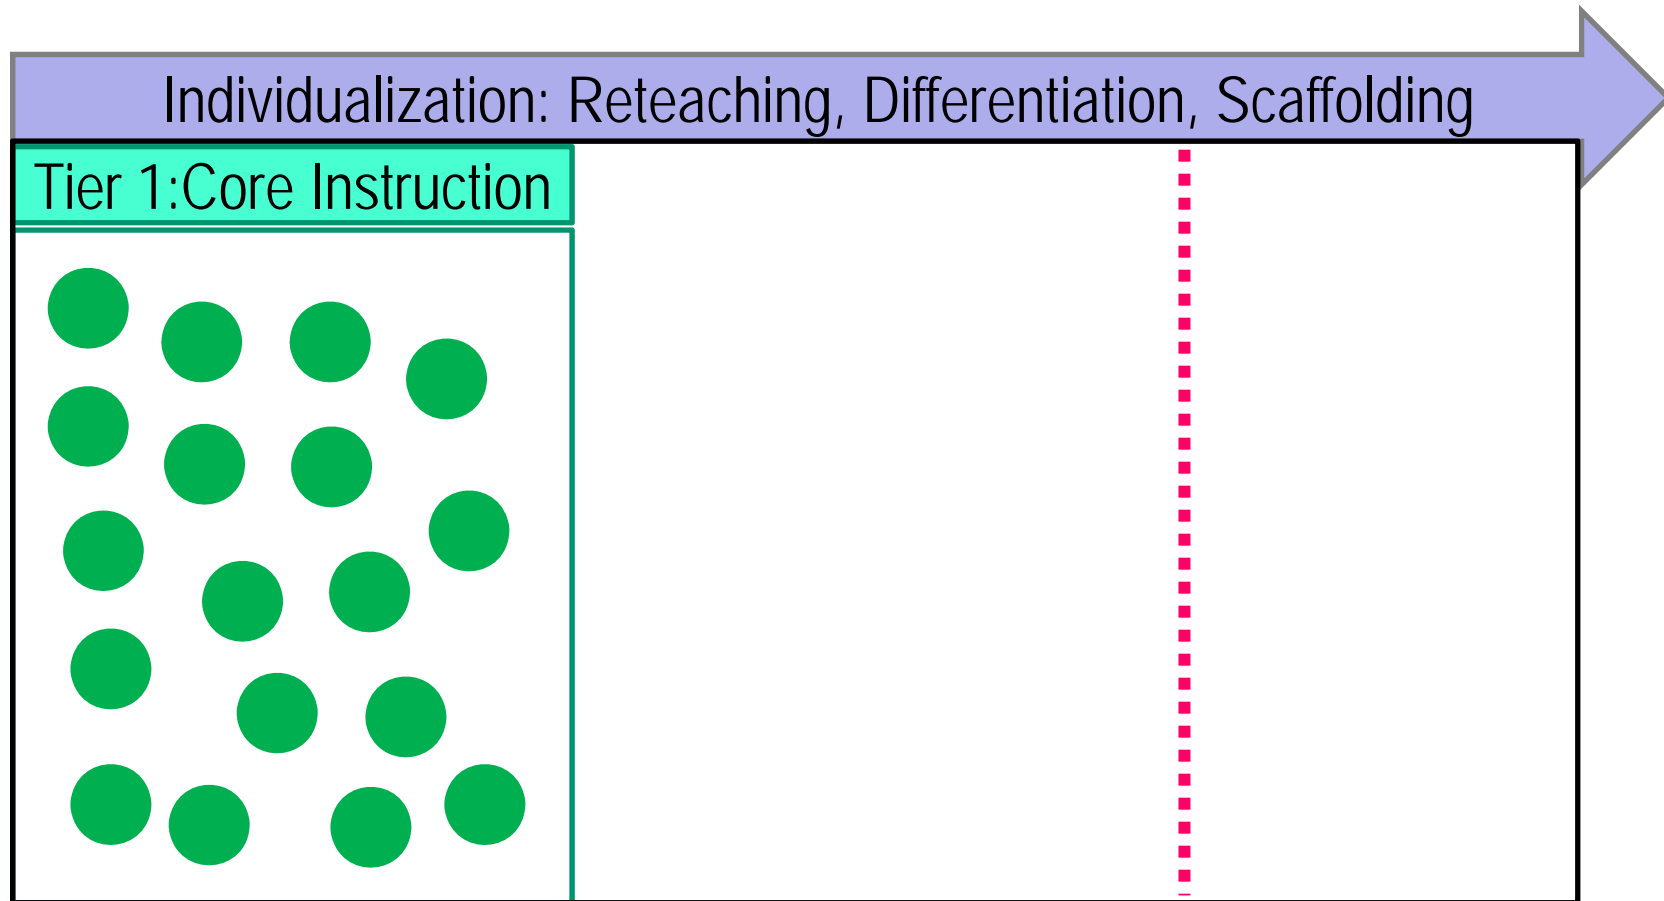 Individualization: Reteaching, Differentiation, Scaffolding
Tier 1:Core Instruction